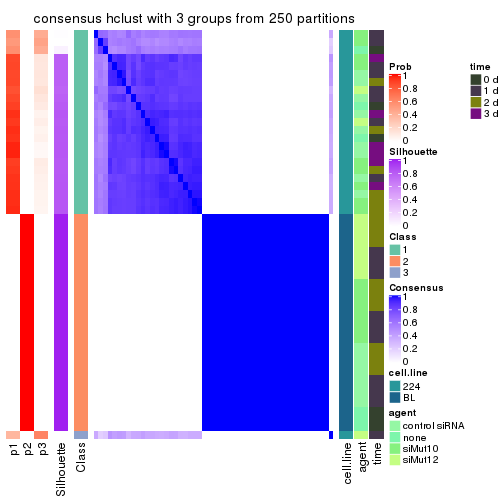 consensus hclust with 3 groups from 250 partitions
Prob
1
0.8
0.6
0.4
0.2
0
Silhouette
1
0.8
0.6
0.4
0.2
0
Class
1
2
3
Consensus
1
0.8
0.6
0.4
0.2
0
cell.line
224
BL
agent
control siRNA
none
siMut10
siMut12
time
0 d
1 d
2 d
3 d
p1
p2
p3
Silhouette
Class
cell.line
agent
time